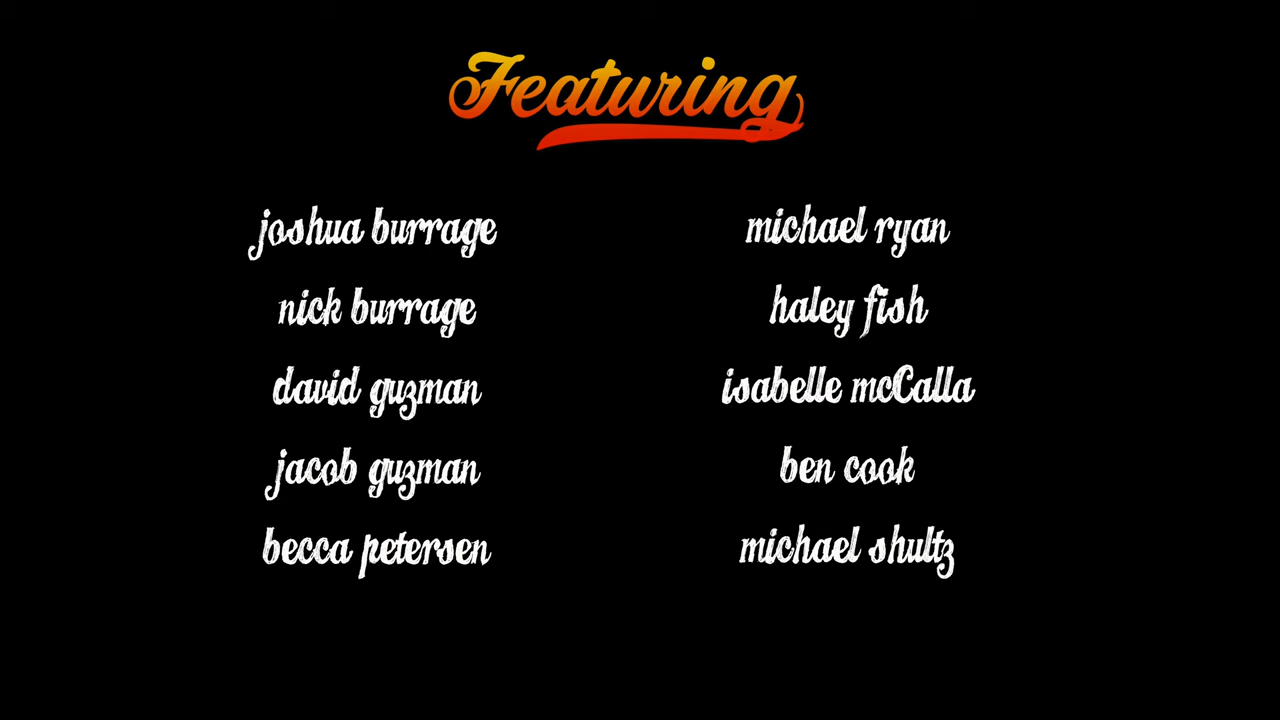 Featuring
joshua burrage
nick burrage
david guzman
jacob guzman
becca petersen
michael ryan
haley fish
isabelle mcCalla
ben cook
michael shultz